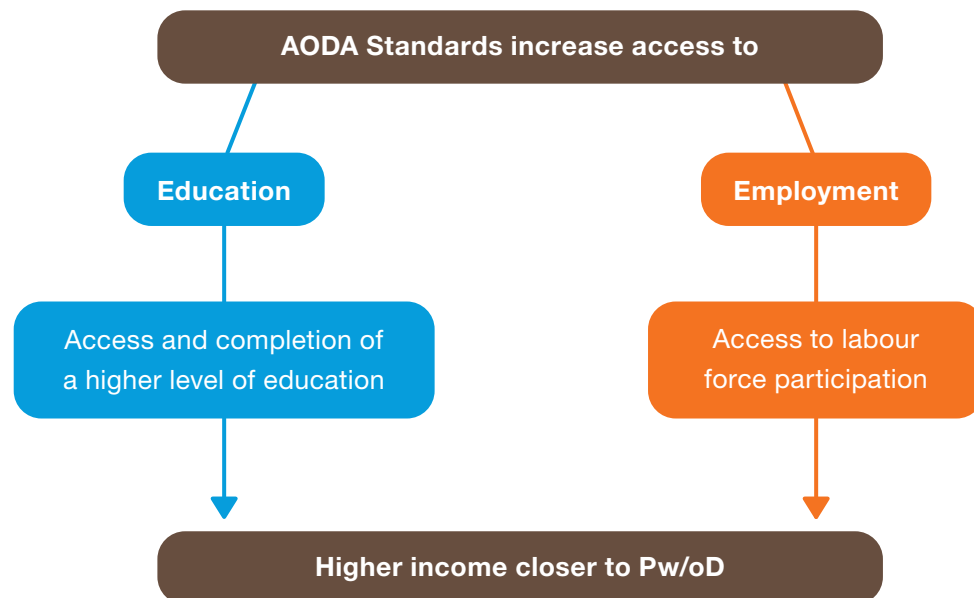 AODA Standards increase access to
Education
Employment
Access and completion of
a higher level of education
Access to labour
force participation
Higher income closer to Pw/oD